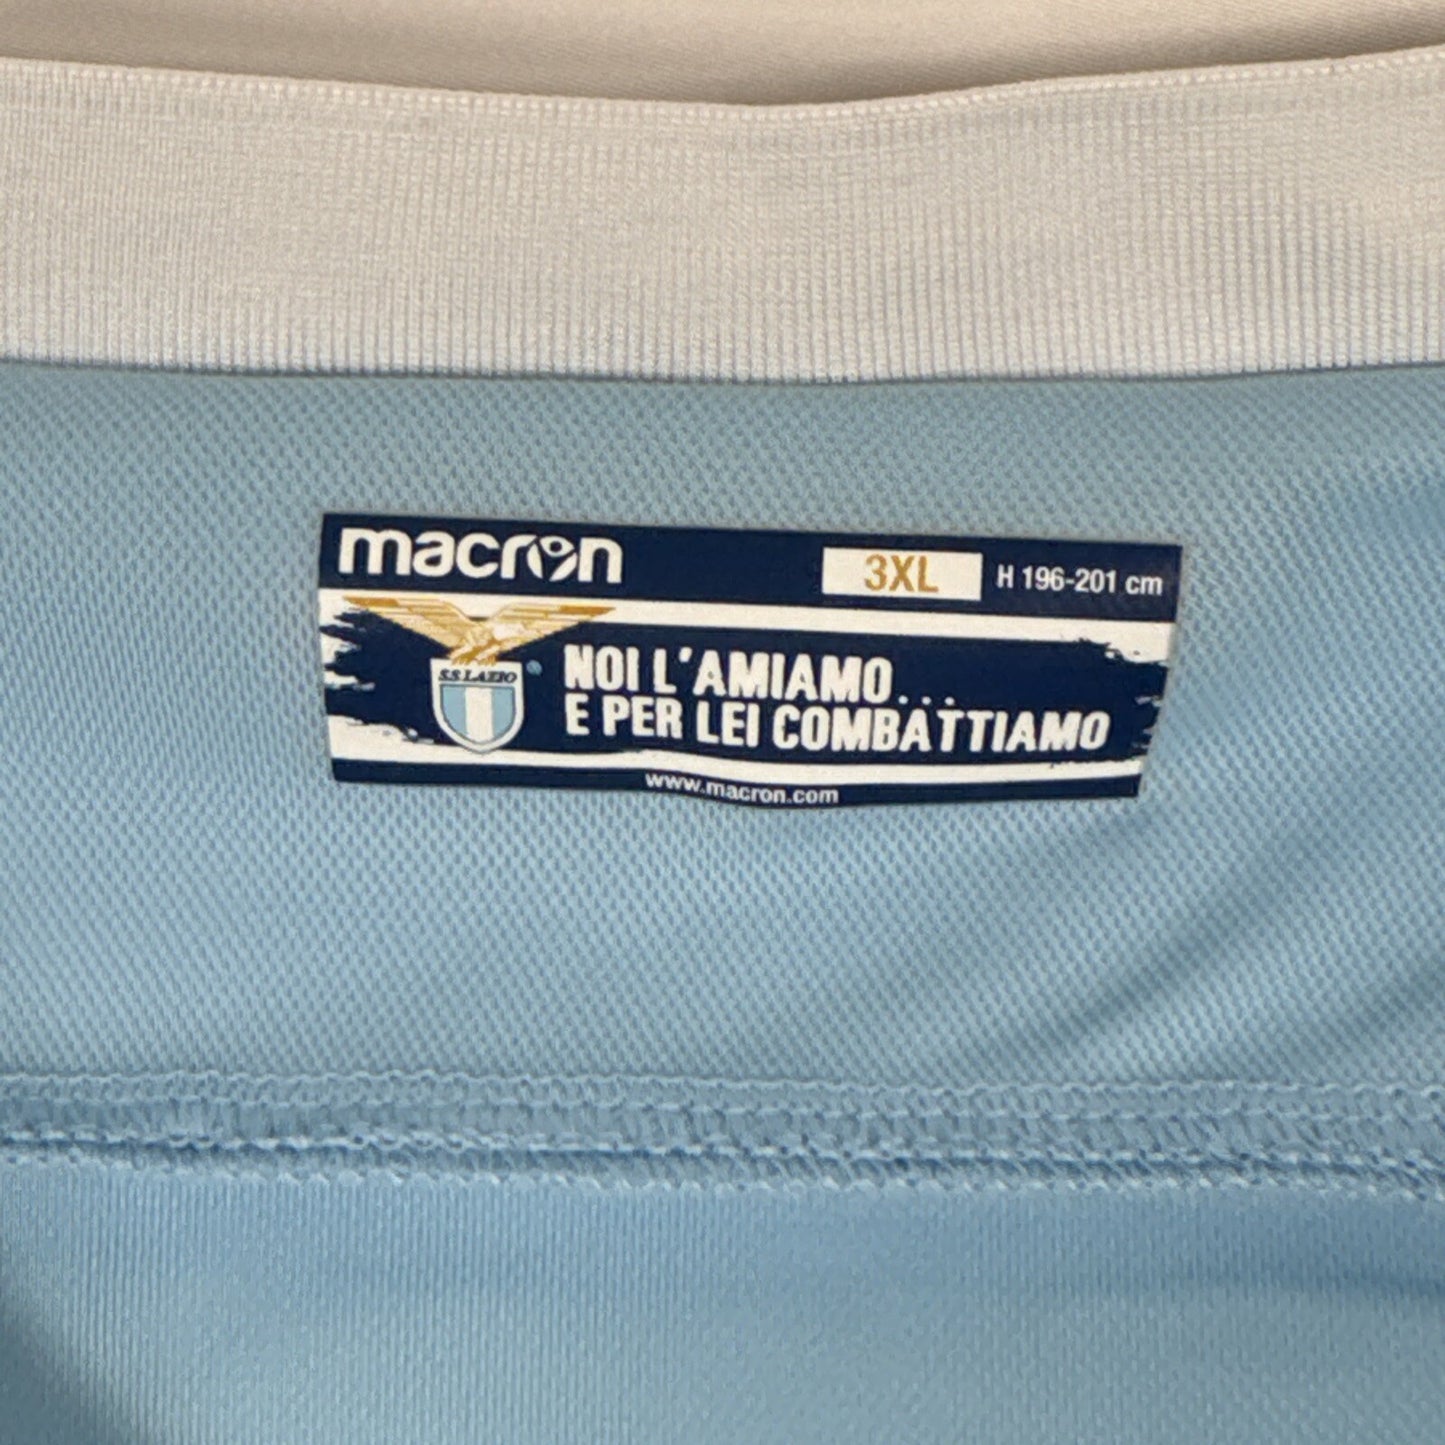 macron 3XL H 196-201 cm
S.S.LAZIO ®
NOI L'AMIAMO...
E PER LEI COMBATTIAMO
www.macron.com